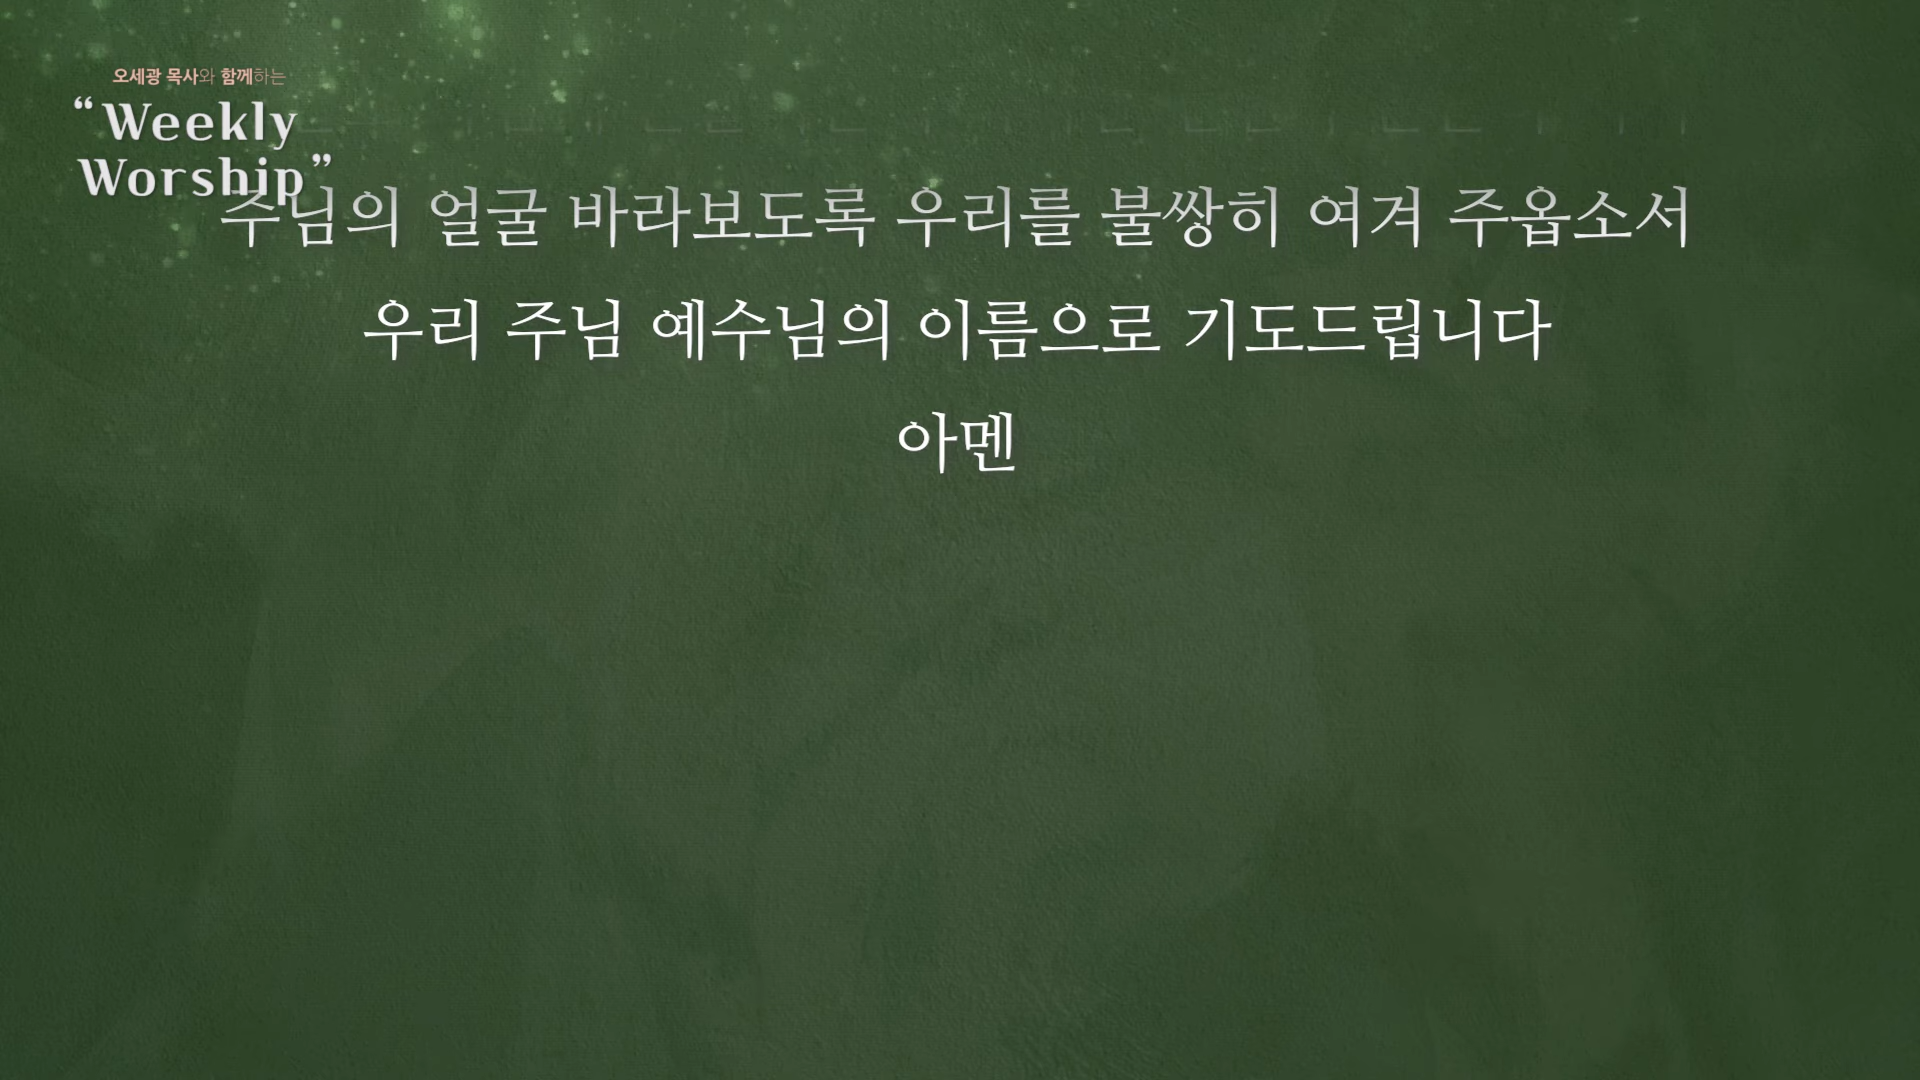 오세광 목사와 함께하는
“Weekly
Worship”
주님의 얼굴 바라보도록 우리를 불쌍히 여겨 주옵소서
우리 주님 예수님의 이름으로 기도드립니다
아멘